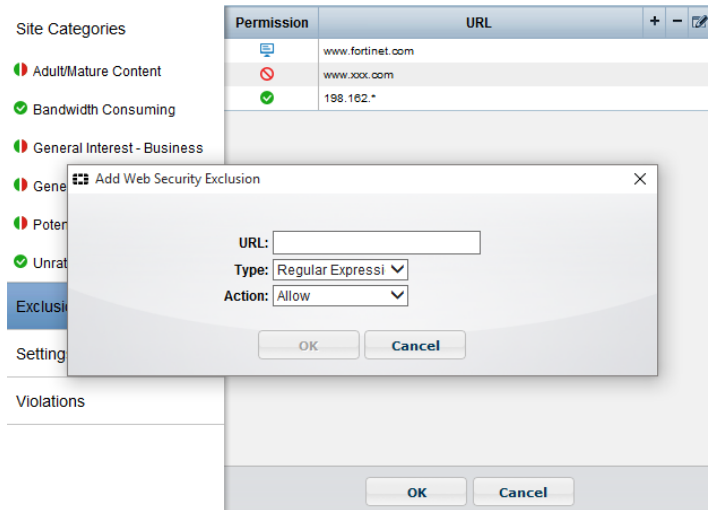 Site Categories
Adult/Mature Content
Bandwidth Consuming
General Interest - Business
Gene
Poten
Unrat
Exclusi
Setting
Violations
Permission URL + −
www.fortinet.com
www.xxx.com
198.162.*
Add Web Security Exclusion
URL:
Type: Regular Expressi
Action: Allow
OK Cancel
OK Cancel